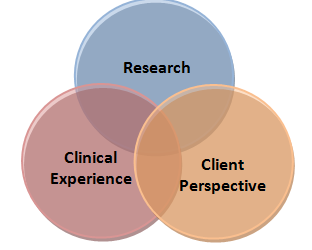 Research
Clinical
Experience
Client
Perspective